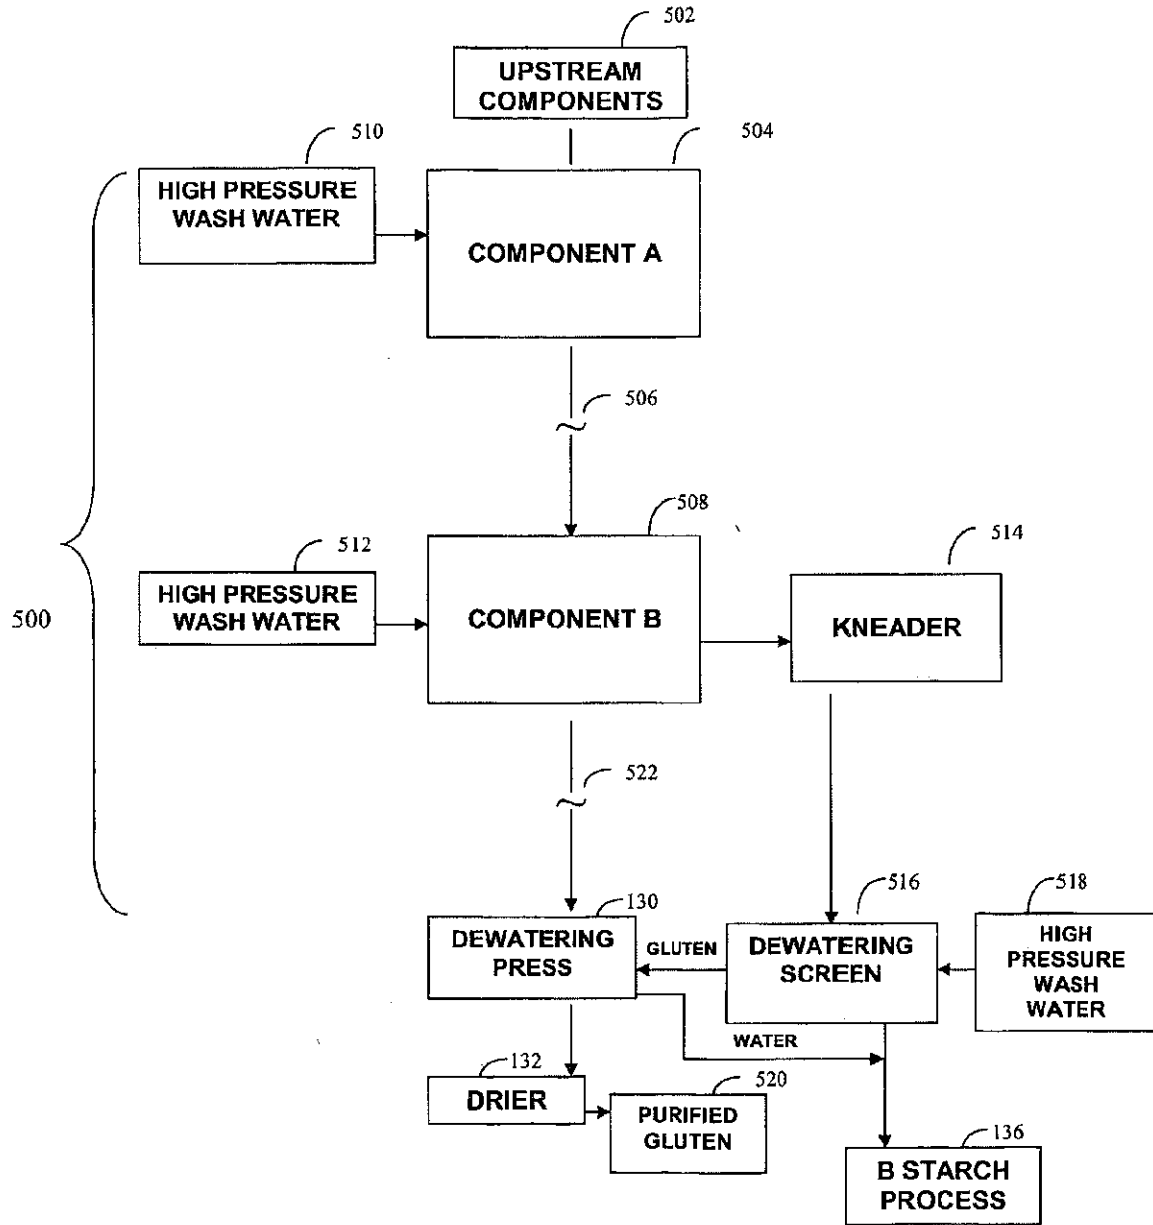 502
UPSTREAM
COMPONENTS
510
504
HIGH PRESSURE
WASH WATER
COMPONENT A
506
508
512
514
HIGH PRESSURE
WASH WATER
COMPONENT B
KNEADER
500
522
130
516
518
DEWATERING
PRESS
GLUTEN
DEWATERING
SCREEN
HIGH
PRESSURE
WASH
WATER
WATER
132
DRIER
520
PURIFIED
GLUTEN
136
B STARCH
PROCESS